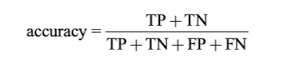 accuracy = TP + TN / TP + TN + FP + FN